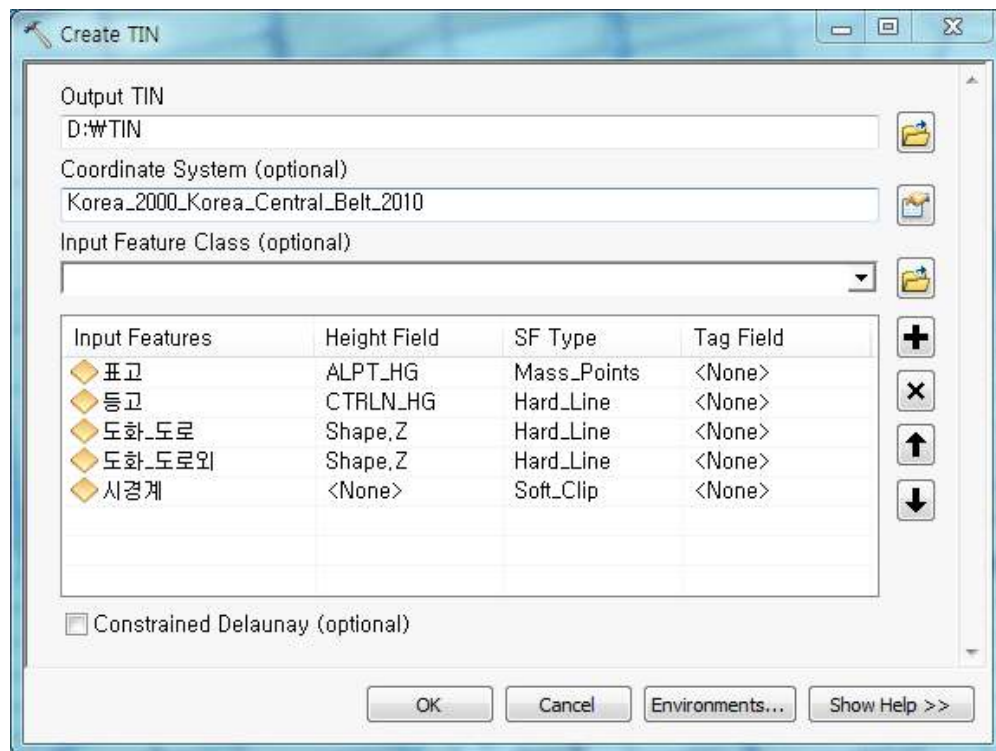 Create TIN
Output TIN
D:₩TIN
Coordinate System (optional)
Korea_2000_Korea_Central_Belt_2010
Input Feature Class (optional)
Input Features Height Field SF Type Tag Field
표고 ALPT_HG Mass_Points <None>
등고 CTRLN_HG Hard_Line <None>
도화_도로 Shape.Z Hard_Line <None>
도화_도로외 Shape.Z Hard_Line <None>
시경계 <None> Soft_Clip <None>
Constrained Delaunay (optional)
OK Cancel Environments... Show Help >>